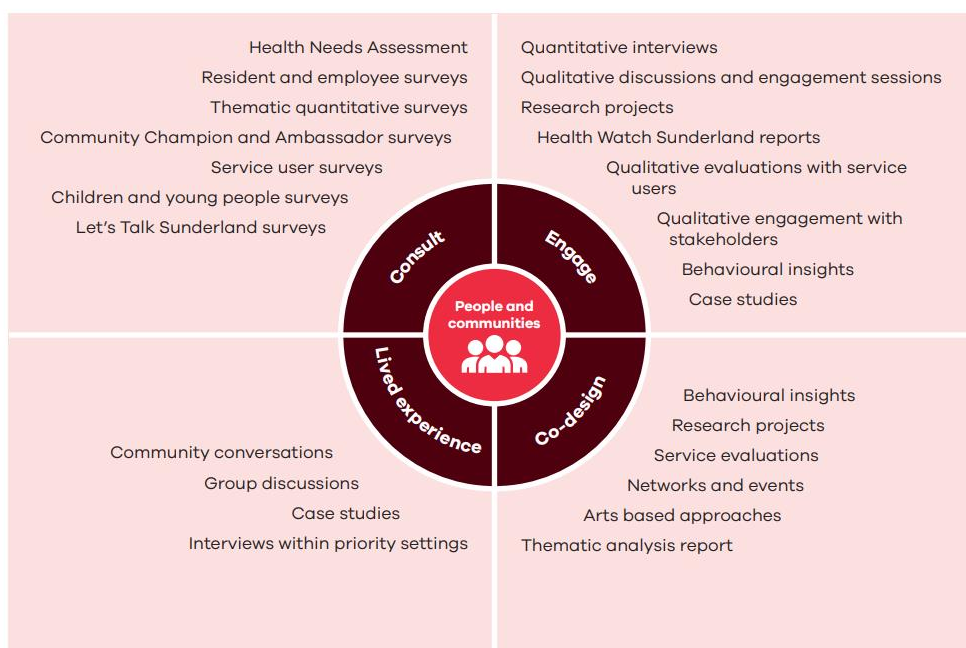 Health Needs Assessment
Resident and employee surveys
Thematic quantitative surveys
Community Champion and Ambassador surveys
Service user surveys
Children and young people surveys
Let's Talk Sunderland surveys
Quantitative interviews
Qualitative discussions and engagement sessions
Research projects
Health Watch Sunderland reports
Qualitative evaluations with service
users
Qualitative engagement with
stakeholders
Behavioural insights
Case studies
Consult
Engage
People and
communities
Lived experience
Co-design
Community conversations
Group discussions
Case studies
Interviews within priority settings
Behavioural insights
Research projects
Service evaluations
Networks and events
Arts based approaches
Thematic analysis report